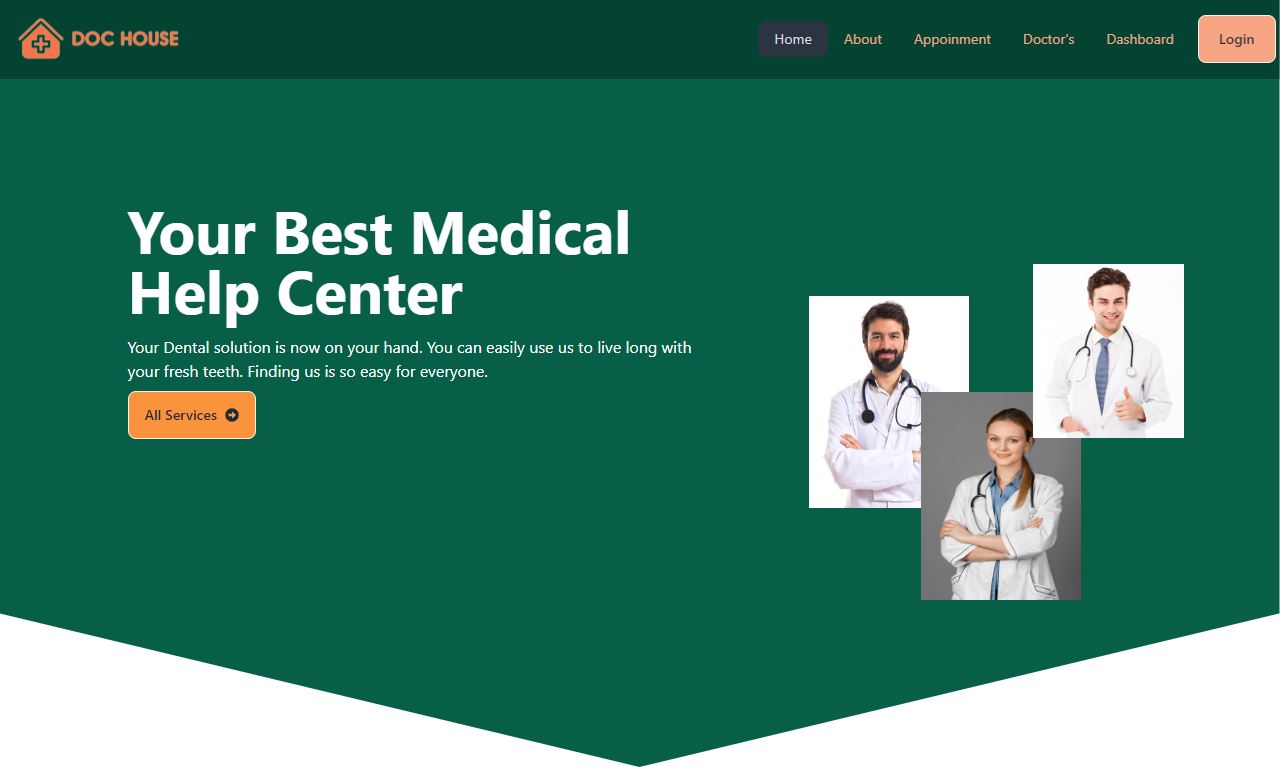 DOC HOUSE
Home About Appoinment Doctor's Dashboard Login
Your Best Medical
Help Center
Your Dental solution is now on your hand. You can easily use us to live long with
your fresh teeth. Finding us is so easy for everyone.
All Services